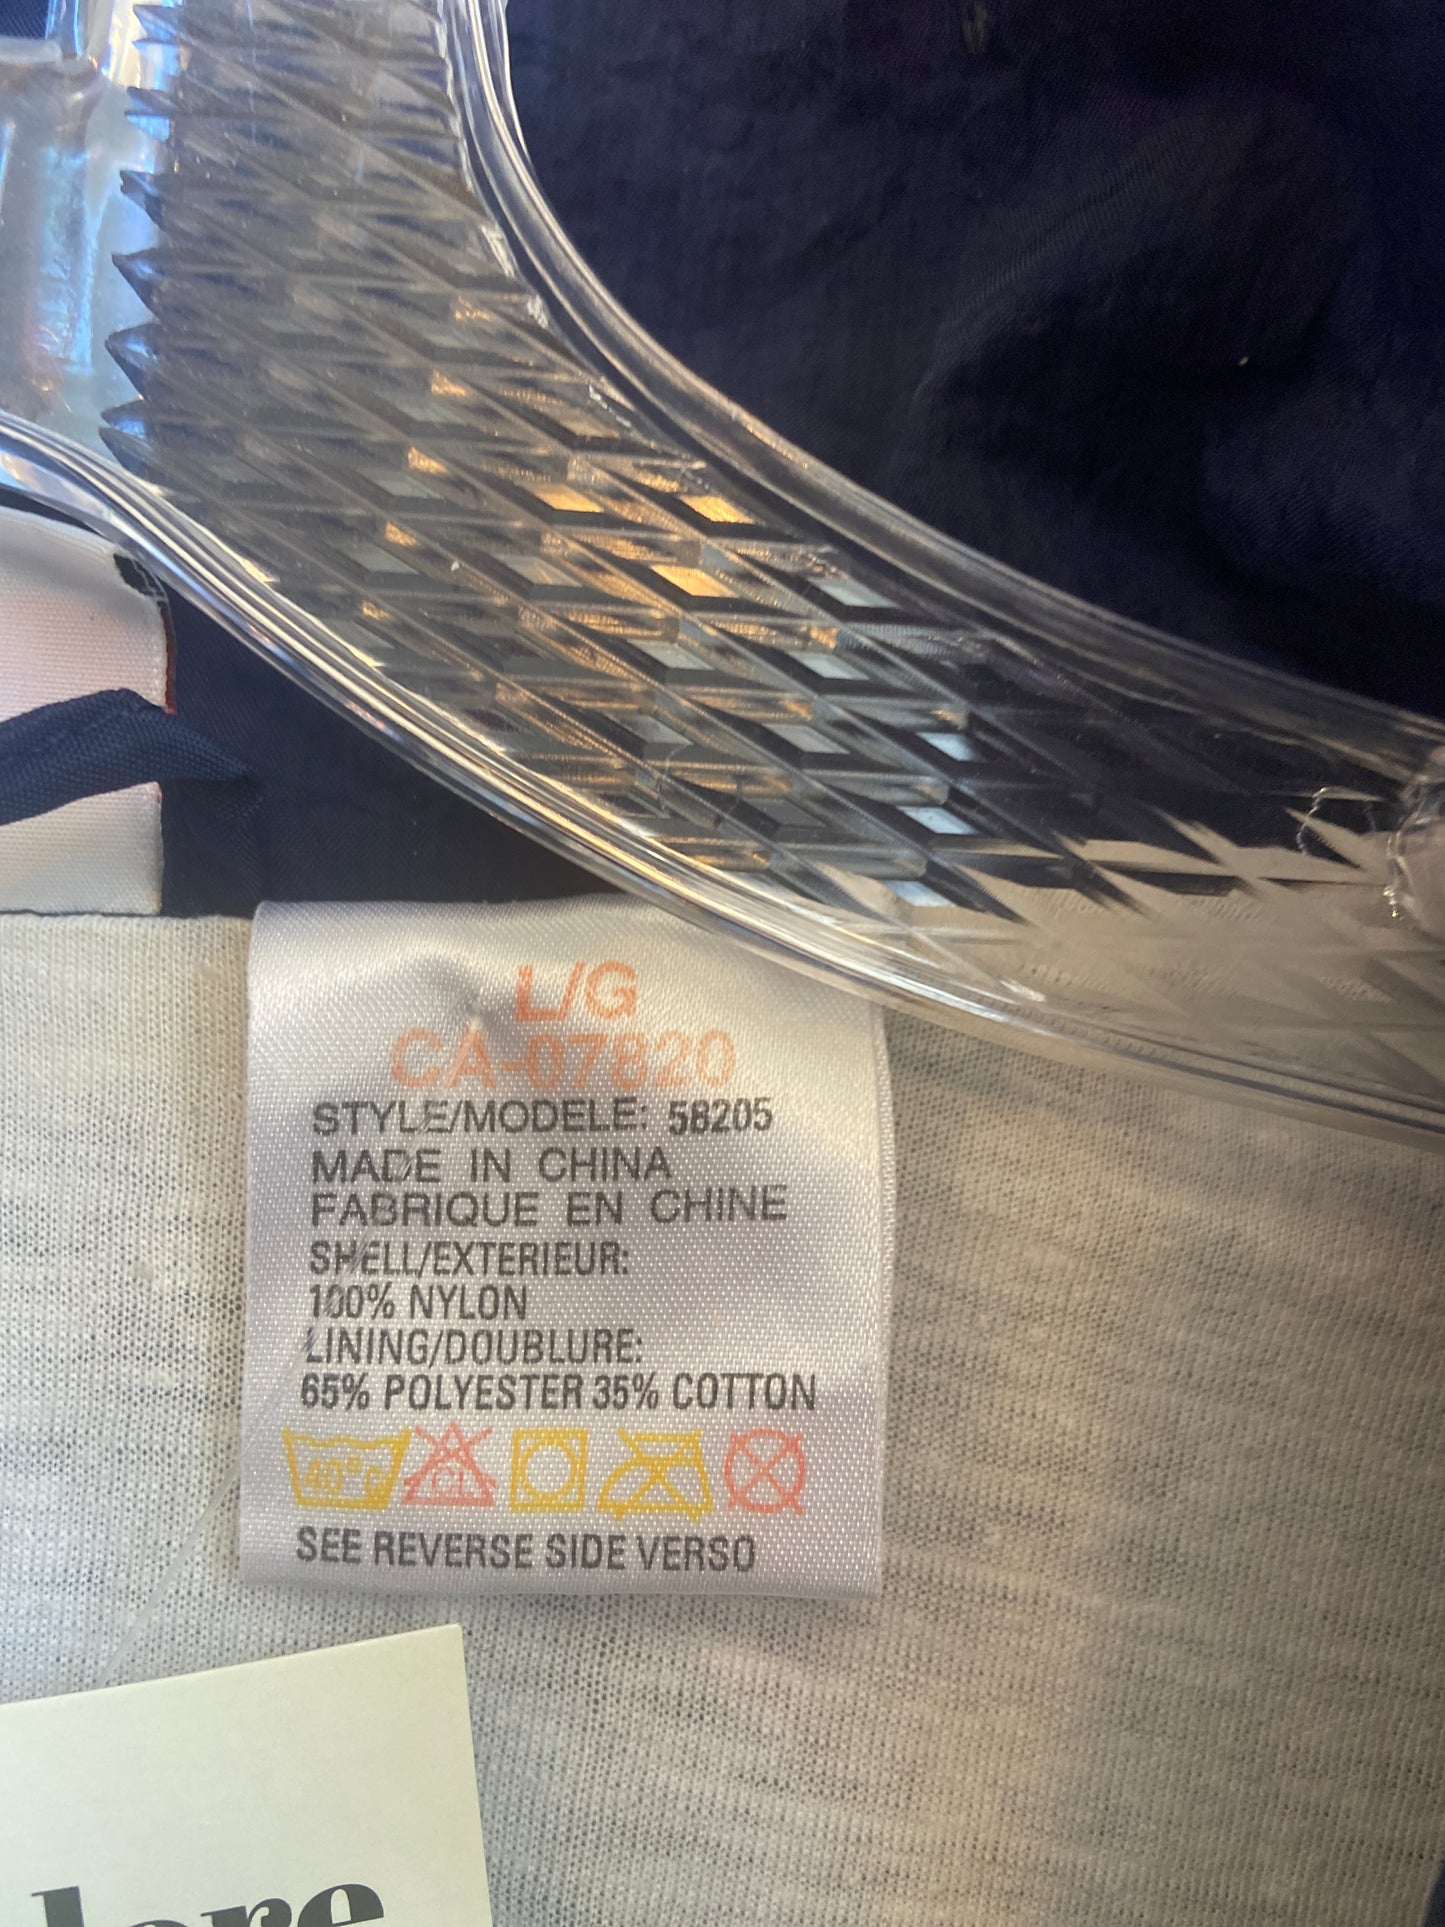 L/G
CA-07820
STYLE/MODELE: 58205
MADE IN CHINA
FABRIQUE EN CHINE
SHELL/EXTERIEUR:
100% NYLON
LINING/DOUBLURE:
65% POLYESTER 35% COTTON
40°c CL
SEE REVERSE SIDE VERSO